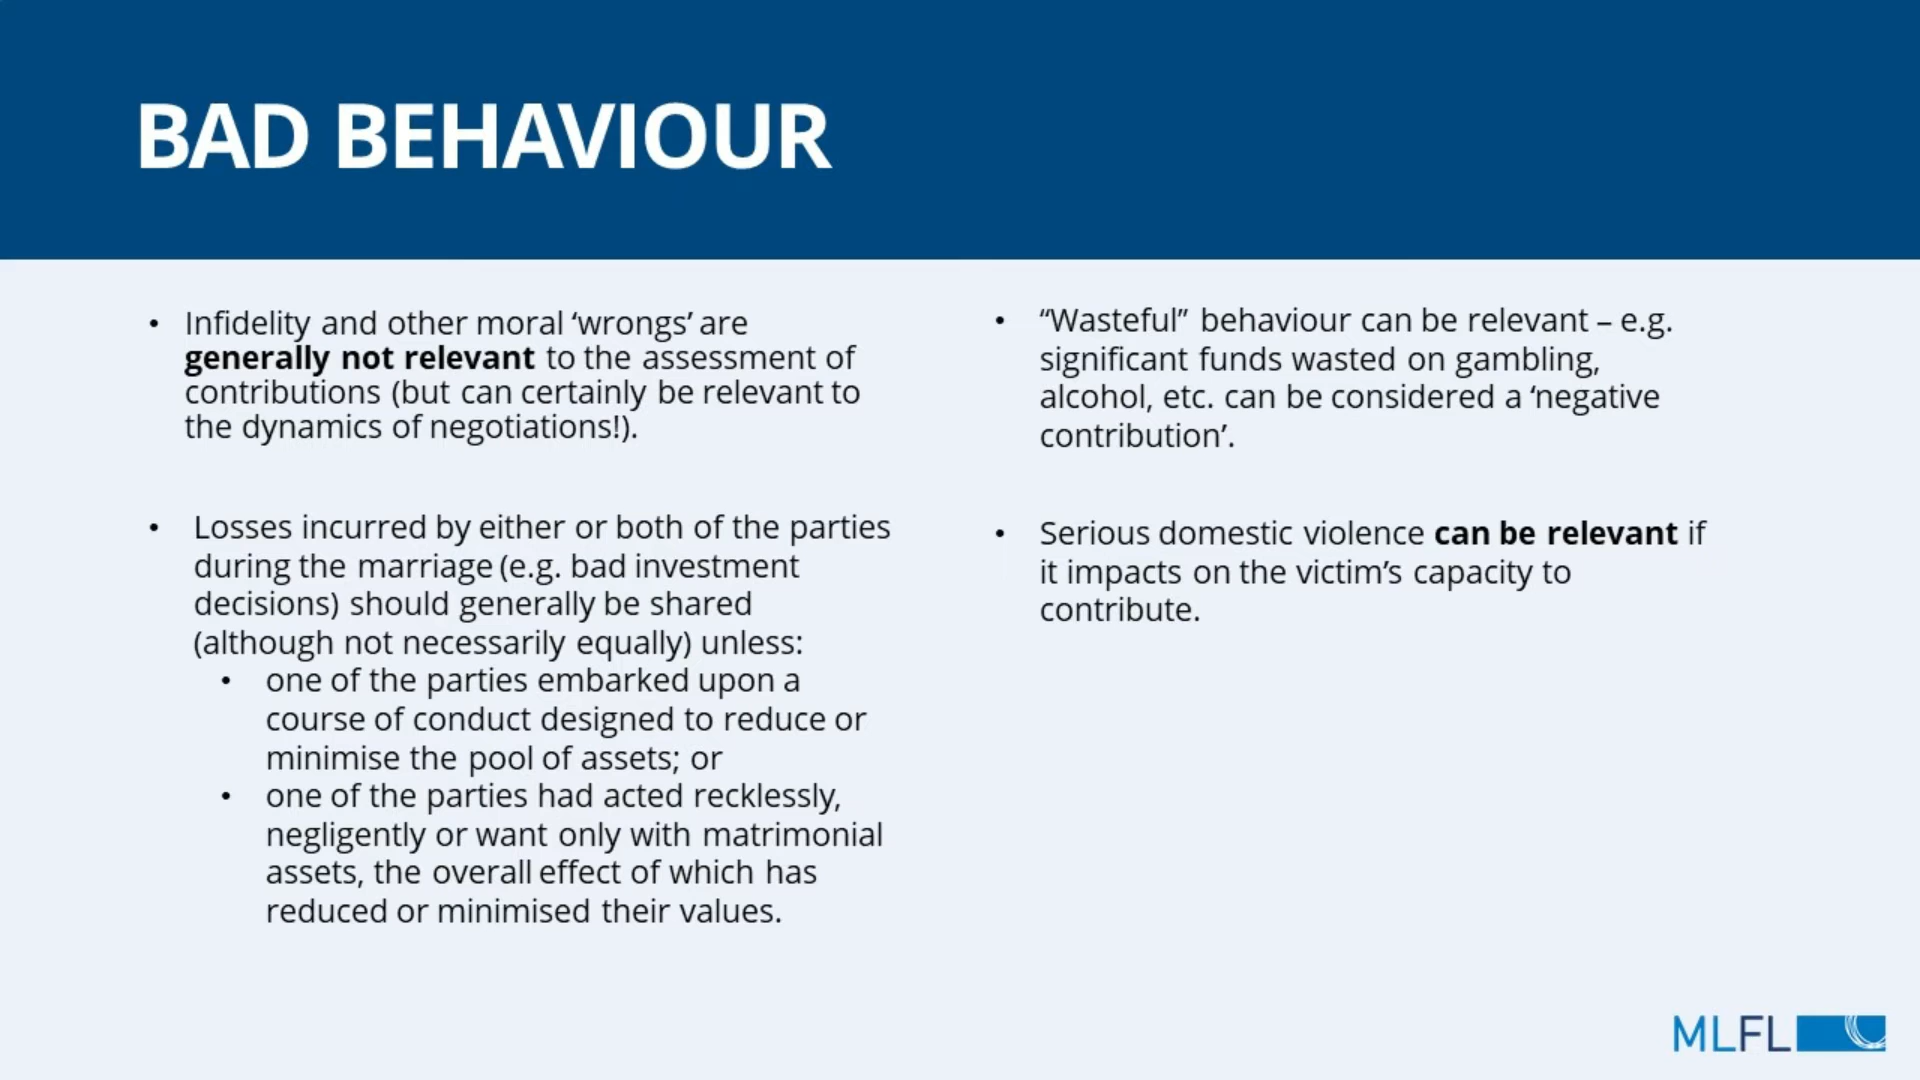 BAD BEHAVIOUR
• Infidelity and other moral ‘wrongs’ are
generally not relevant to the assessment of
contributions (but can certainly be relevant to
the dynamics of negotiations!).
• Losses incurred by either or both of the parties
during the marriage (e.g. bad investment
decisions) should generally be shared
(although not necessarily equally) unless:
• one of the parties embarked upon a
course of conduct designed to reduce or
minimise the pool of assets; or
• one of the parties had acted recklessly,
negligently or want only with matrimonial
assets, the overall effect of which has
reduced or minimised their values.
• “Wasteful” behaviour can be relevant – e.g.
significant funds wasted on gambling,
alcohol, etc. can be considered a ‘negative
contribution’.
• Serious domestic violence can be relevant if
it impacts on the victim’s capacity to
contribute.
MLFL